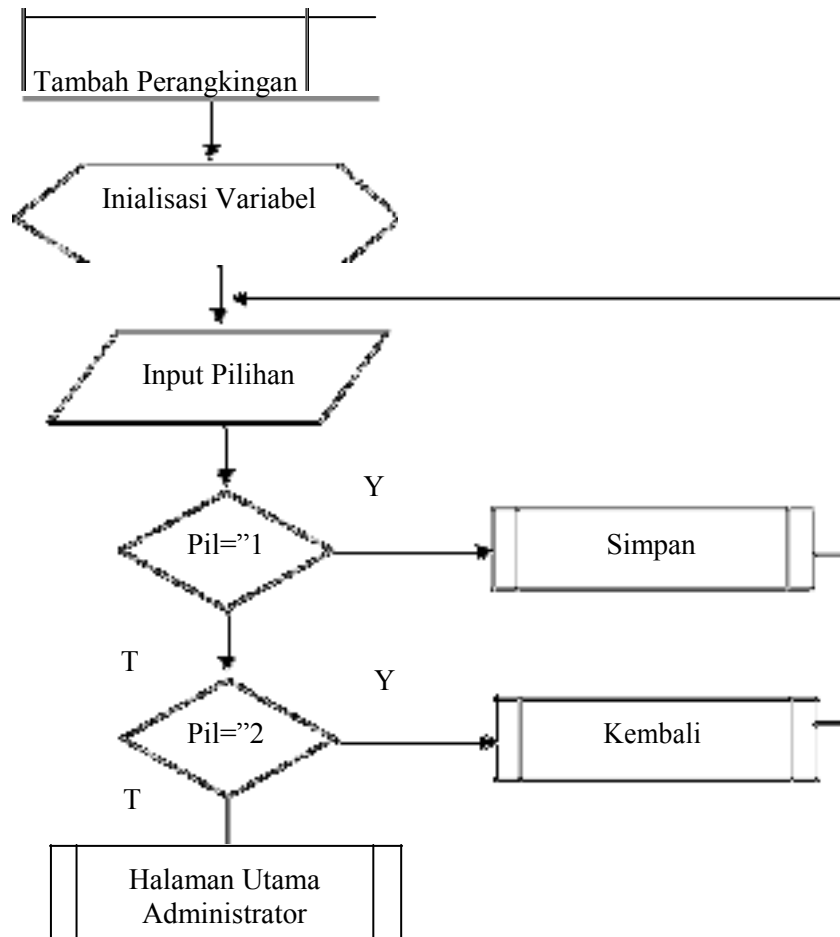 Tambah Perangkingan
Inialisasi Variabel
Input Pilihan
Y
Pil=”1
Simpan
T
Y
Pil=”2
Kembali
T
Halaman Utama
Administrator